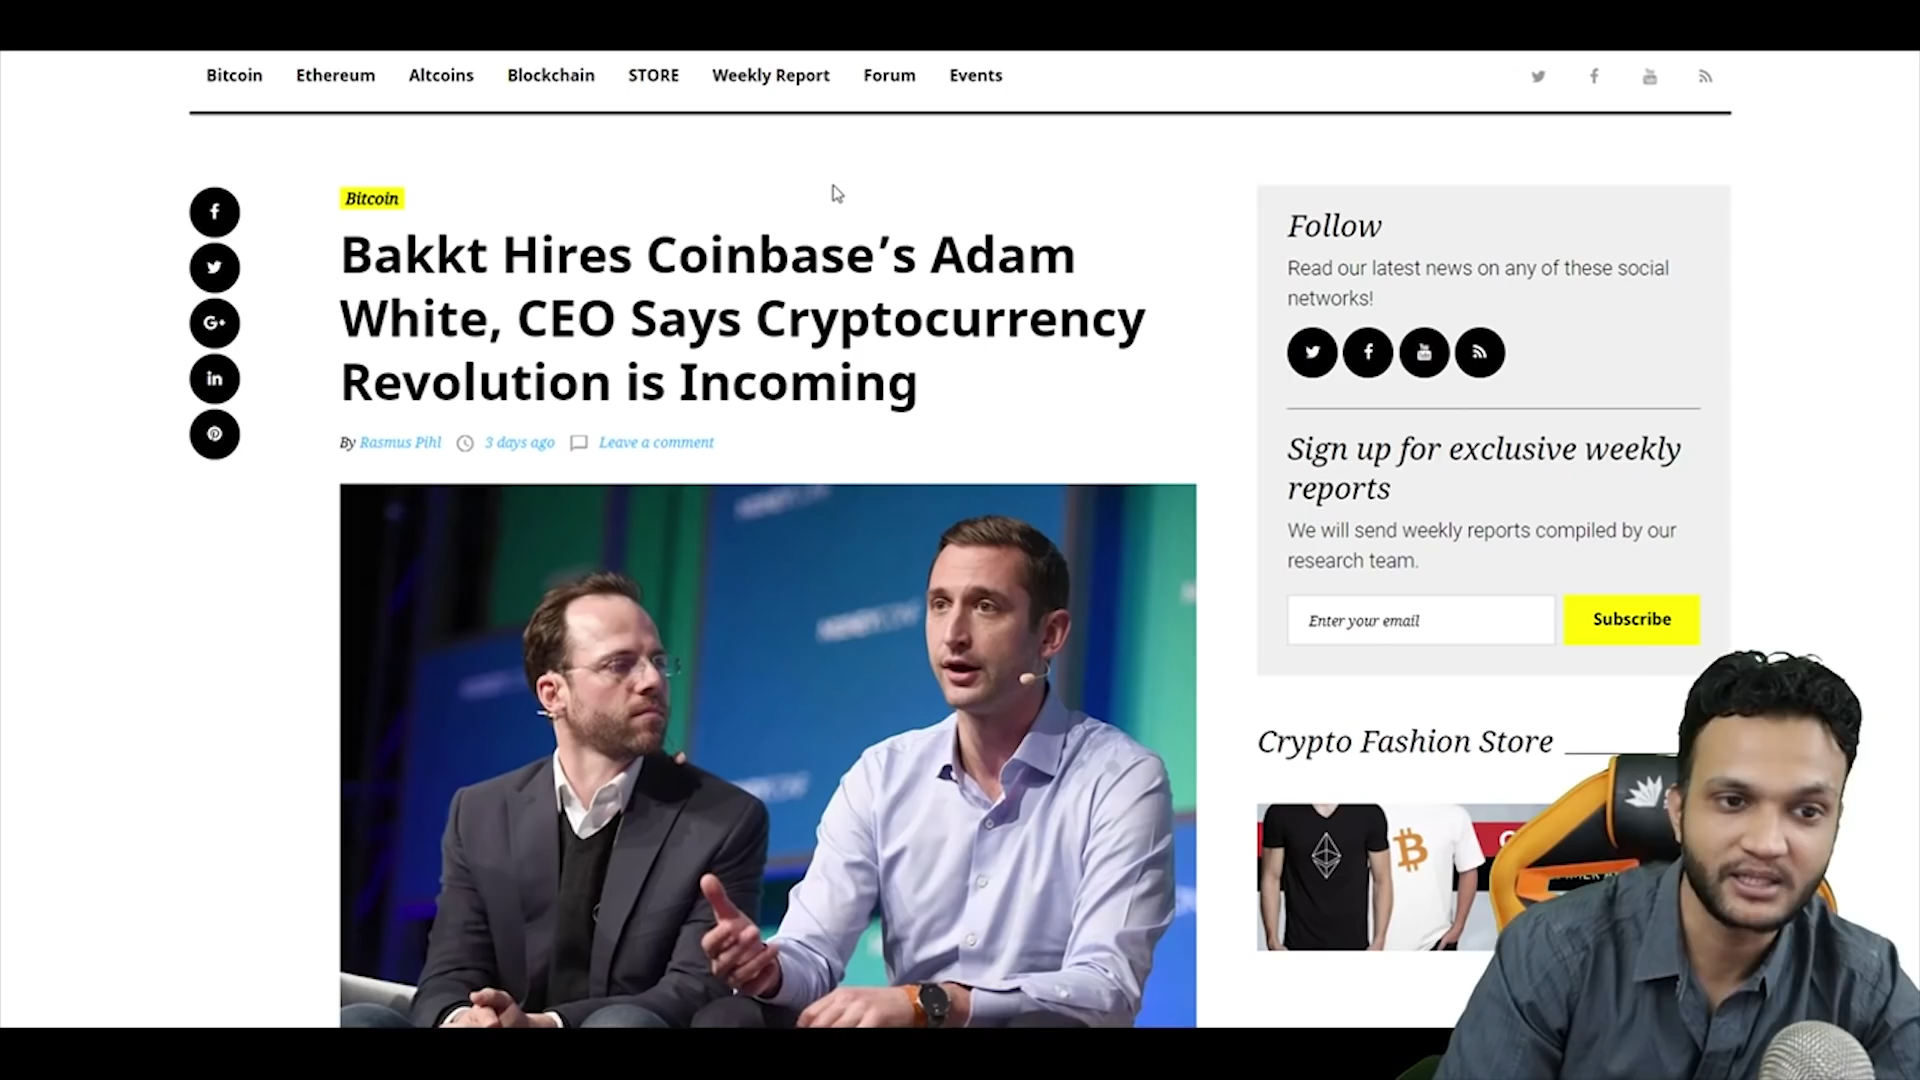 Bitcoin Ethereum Altcoins Blockchain STORE Weekly Report Forum Events
Bitcoin
Bakkt Hires Coinbase’s Adam
White, CEO Says Cryptocurrency
Revolution is Incoming
By Rasmus Pihl 3 days ago Leave a comment
Follow
Read our latest news on any of these social
networks!
Sign up for exclusive weekly
reports
We will send weekly reports compiled by our
research team.
Enter your email Subscribe
Crypto Fashion Store